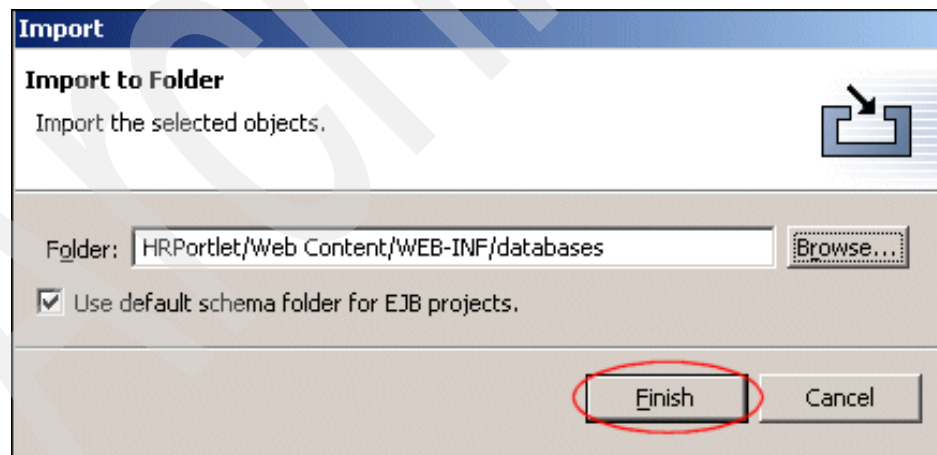 Import
Import to Folder
Import the selected objects.
Folder: HRPortlet/Web Content/WEB-INF/databases Browse...
Use default schema folder for EJB projects.
Finish Cancel